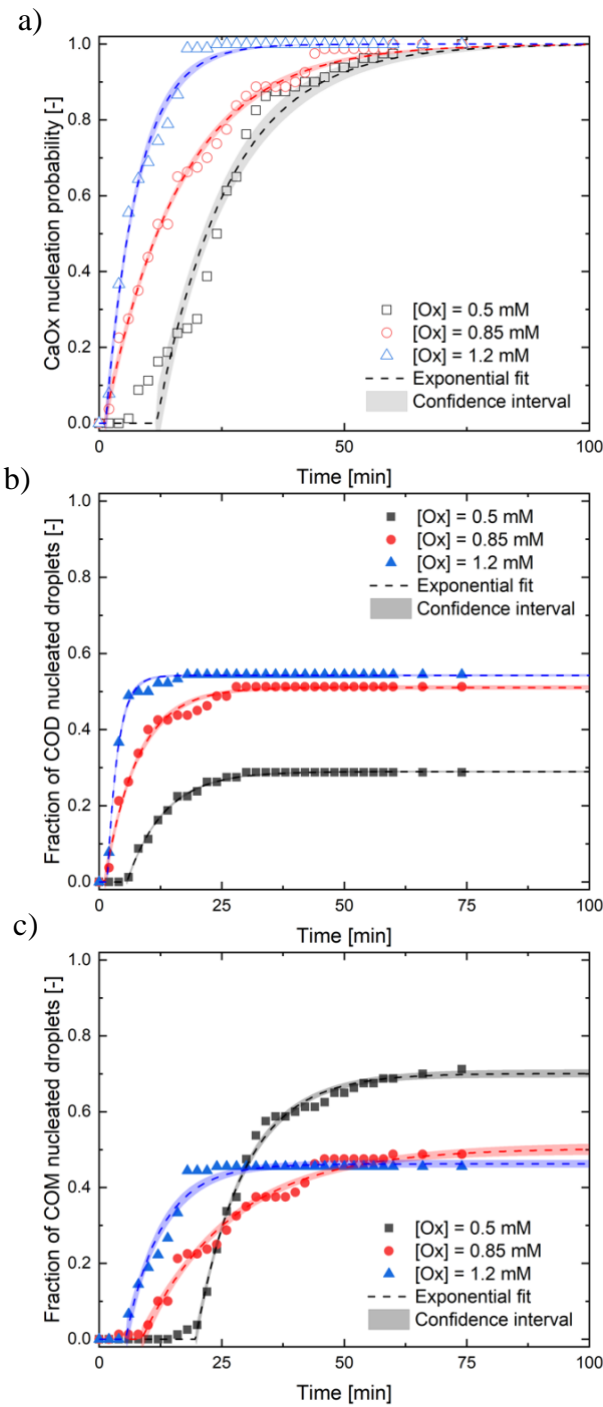 a)
CaOx nucleation probability [-]
1.0
0.8
0.6
0.4
0.2
0.0
[Ox] = 0.5 mM
[Ox] = 0.85 mM
[Ox] = 1.2 mM
Exponential fit
Confidence interval
0 25 50 75 100
Time [min]
b)
Fraction of COD nucleated droplets [-]
1.0
0.8
0.6
0.4
0.2
0.0
[Ox] = 0.5 mM
[Ox] = 0.85 mM
[Ox] = 1.2 mM
Exponential fit
Confidence interval
0 25 50 75 100
Time [min]
c)
Fraction of COM nucleated droplets [-]
1.0
0.8
0.6
0.4
0.2
0.0
[Ox] = 0.5 mM
[Ox] = 0.85 mM
[Ox] = 1.2 mM
Exponential fit
Confidence interval
0 25 50 75 100
Time [min]